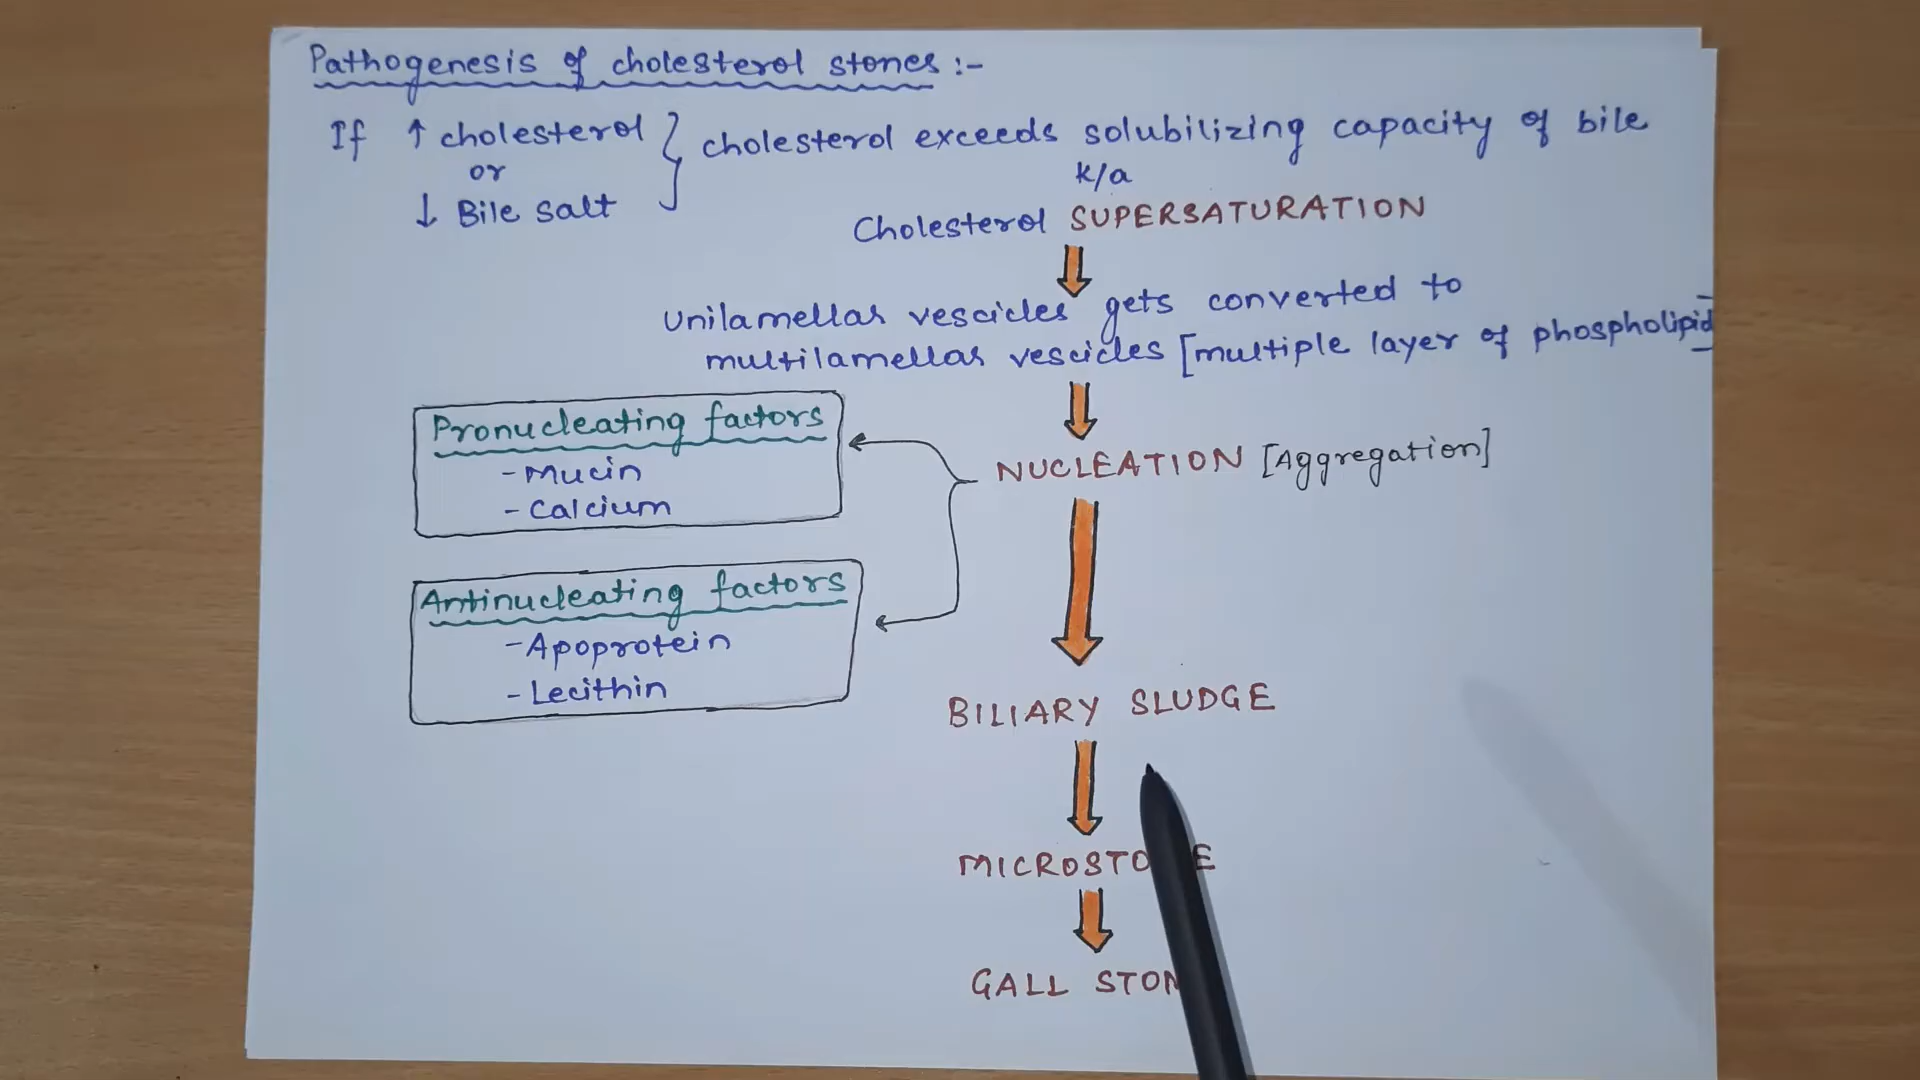 Pathogenesis of cholesterol stones :-
If ↑ cholesterol
or
↓ Bile salt
cholesterol exceeds solubilizing capacity of bile
k/a
Cholesterol SUPERSATURATION
Unilamellar vescicles gets converted to
multilamellar vescicles [multiple layer of phospholipid]
Pronucleating factors
- Mucin
- Calcium
NUCLEATION [Aggregation]
Antinucleating factors
- Apoprotein
- Lecithin
BILIARY SLUDGE
GALL